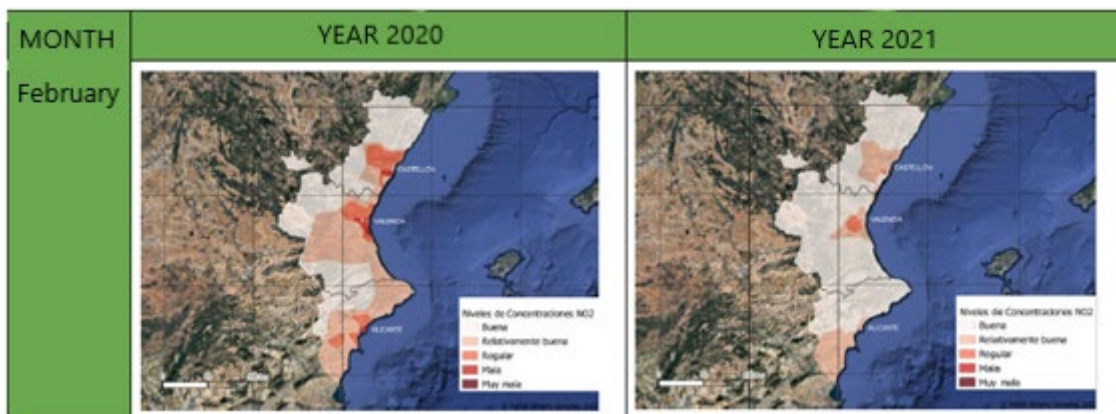 MONTH
YEAR 2020
YEAR 2021
February
CASTELLÓN
VALENCIA
ALICANTE
Niveles de Concentraciones NO2
Buena
Relativamente buena
Regular
Mala
Muy mala
CASTELLÓN
VALENCIA
ALICANTE
Niveles de Concentraciones NO2
Buena
Relativamente buena
Regular
Mala
Muy mala